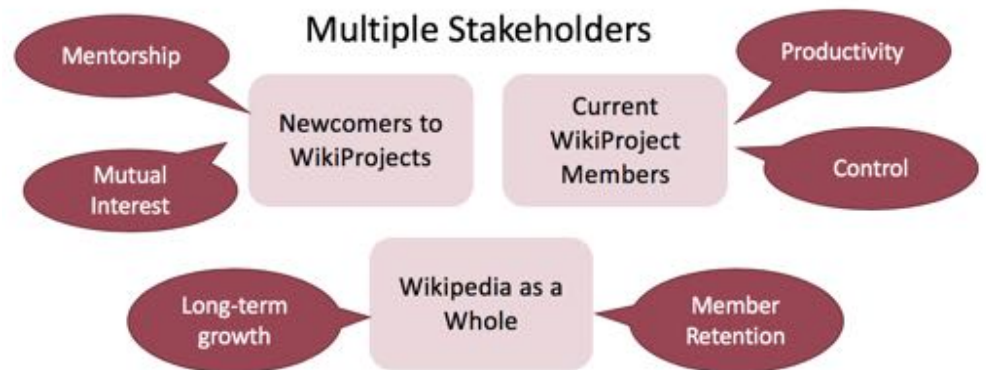 Multiple Stakeholders
Mentorship
Newcomers to
WikiProjects
Mutual
Interest
Current
WikiProject
Members
Productivity
Control
Long-term
growth
Wikipedia as a
Whole
Member
Retention